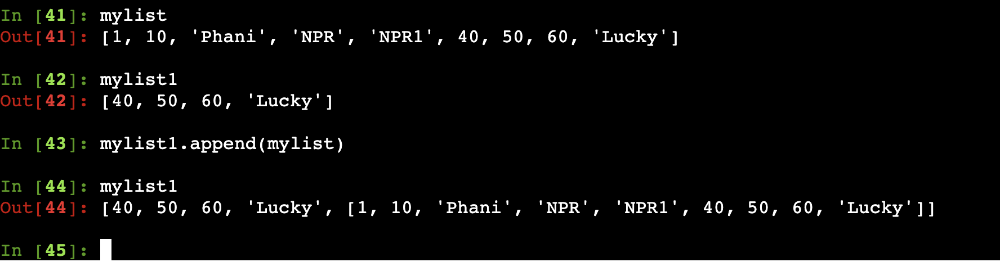 In [41]: mylist
Out[41]: [1, 10, 'Phani', 'NPR', 'NPR1', 40, 50, 60, 'Lucky']
In [42]: mylist1
Out[42]: [40, 50, 60, 'Lucky']
In [43]: mylist1.append(mylist)
In [44]: mylist1
Out[44]: [40, 50, 60, 'Lucky', [1, 10, 'Phani', 'NPR', 'NPR1', 40, 50, 60, 'Lucky']]
In [45]: